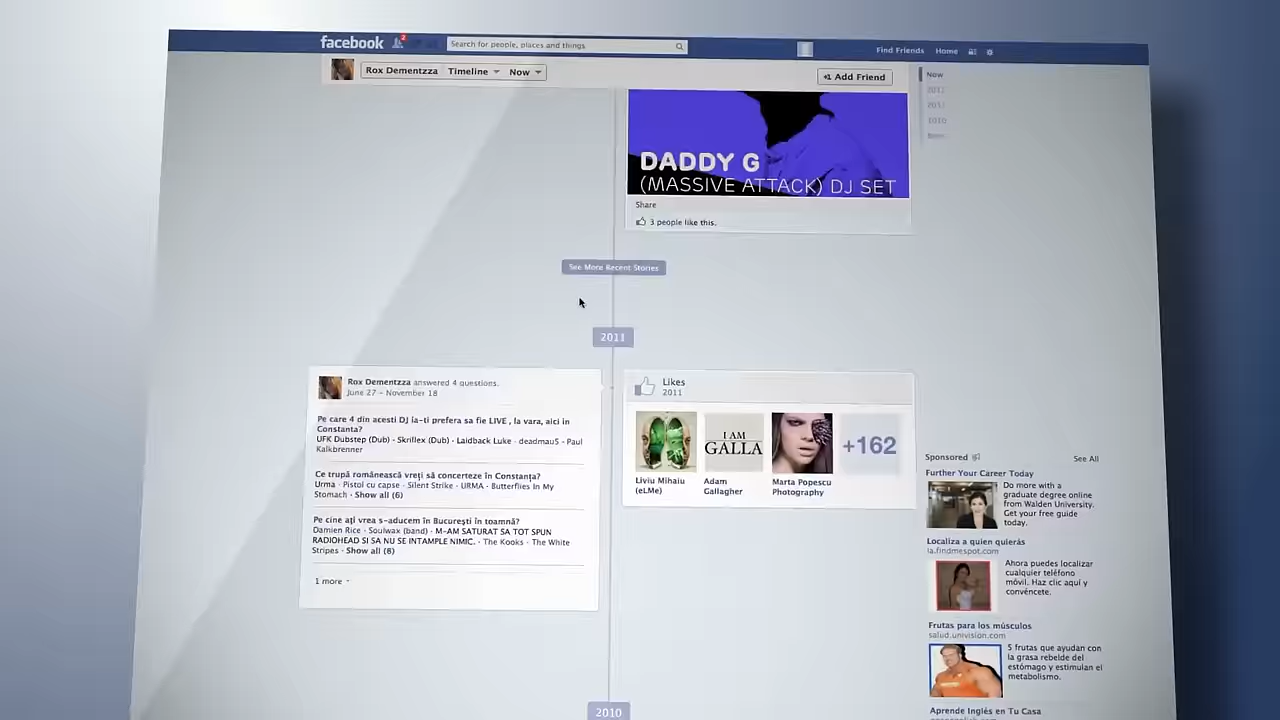 facebook
2
Search for people, places and things
Find Friends
Home
Rox Dementzza
Timeline
Now
+1 Add Friend
Now
DADDY G
(MASSIVE ATTACK) DJ SET
Share
3 people like this.
See More Recent Stories
2011
Rox Dementzza answered 4 questions.
June 27 – November 18
Pe care 4 din acesti DJ ia-ti prefera sa fie LIVE , la vara, aici in
Constanta?
UFK Dubstep (Dub) · Skrillex (Dub) · Laidback Luke · deadmau5 · Paul
Kalkbrenner
Ce trupă românească vreți să concerteze în Constanța?
Urma · Pistol cu capse · Silent Strike · URMA · Butterflies In My
Stomach · Show all (6)
Pe cine ați vrea s-aducem în București în toamnă?
Damien Rice · Soulwax (band) · M-AM SATURAT SA TOT SPUN
RADIOHEAD SI SA NU SE INTAMPLE NIMIC. · The Kooks · The White
Stripes · Show all (8)
1 more
Likes
2011
I AM
GALLA
+162
Liviu Mihaiu
(eLMe)
Adam
Gallagher
Marta Popescu
Photography
Sponsored
See All
Further Your Career Today
Do more with a
graduate degree online
from Walden University.
Get your free guide
today.
Localiza a quien quierás
la.findmespot.com
Ahora puedes localizar
cualquier teléfono
móvil. Haz clic aquí y
convéncete.
Frutas para los músculos
salud.univision.com
5 frutas que ayudan con
la grasa rebelde del
estómago y estimulan el
metabolismo.
Aprende Inglés en Tu Casa
2010